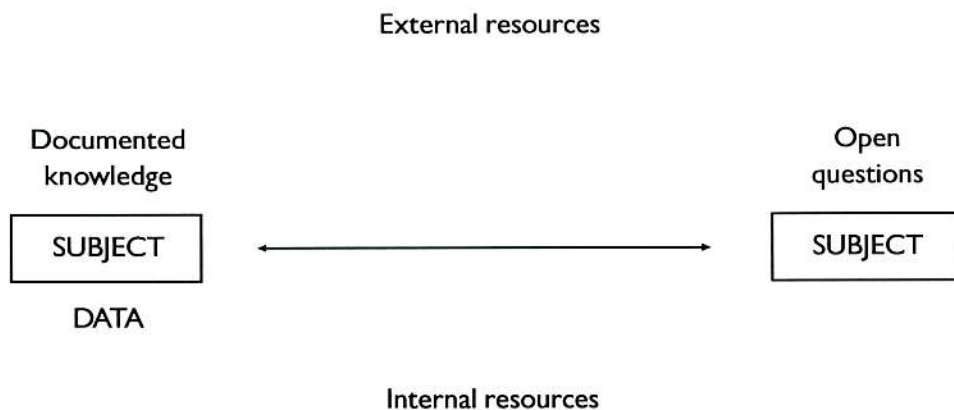 External resources
Documented
knowledge
Open
questions
SUBJECT
SUBJECT
DATA
Internal resources